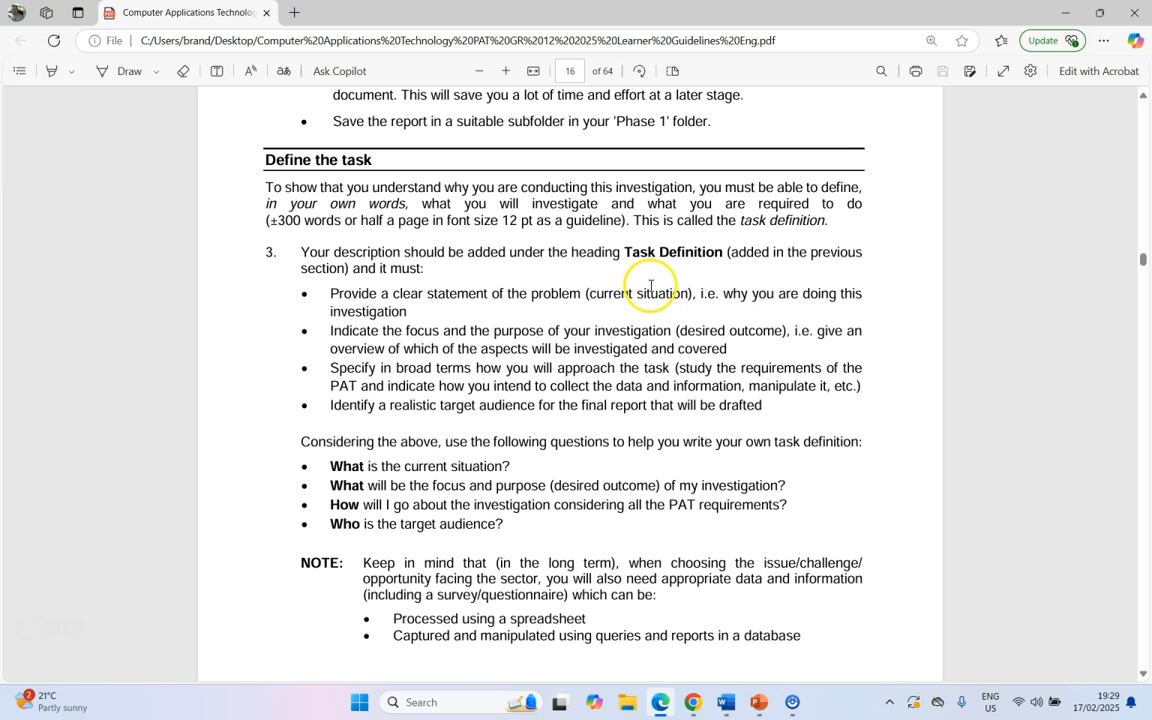 Computer Applications Technolo
File
C:/Users/brand/Desktop/Computer%20Applications%20Technology%20PAT%20GR%2012%202025%20Learner%20Guidelines%20Eng.pdf
Update
Draw
Ask Copilot
16 of 64
Edit with Acrobat
document. This will save you a lot of time and effort at a later stage.
• Save the report in a suitable subfolder in your 'Phase 1' folder.
Define the task
To show that you understand why you are conducting this investigation, you must be able to define,
in your own words, what you will investigate and what you are required to do
(±300 words or half a page in font size 12 pt as a guideline). This is called the task definition.
3. Your description should be added under the heading Task Definition (added in the previous
section) and it must:
• Provide a clear statement of the problem (current situation), i.e. why you are doing this
investigation
• Indicate the focus and the purpose of your investigation (desired outcome), i.e. give an
overview of which of the aspects will be investigated and covered
• Specify in broad terms how you will approach the task (study the requirements of the
PAT and indicate how you intend to collect the data and information, manipulate it, etc.)
• Identify a realistic target audience for the final report that will be drafted
Considering the above, use the following questions to help you write your own task definition:
• What is the current situation?
• What will be the focus and purpose (desired outcome) of my investigation?
• How will I go about the investigation considering all the PAT requirements?
• Who is the target audience?
NOTE: Keep in mind that (in the long term), when choosing the issue/challenge/
opportunity facing the sector, you will also need appropriate data and information
(including a survey/questionnaire) which can be:
• Processed using a spreadsheet
• Captured and manipulated using queries and reports in a database
2
21°C
Partly sunny
Search
ENG
US
19:29
17/02/2025